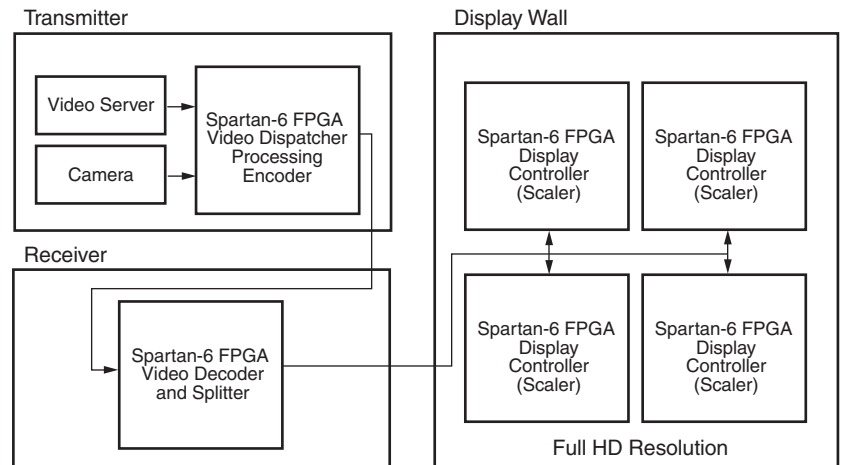 Transmitter
Video Server
Camera
Spartan-6 FPGA
Video Dispatcher
Processing
Encoder
Receiver
Spartan-6 FPGA
Video Decoder
and Splitter
Display Wall
Spartan-6 FPGA
Display
Controller
(Scaler)
Spartan-6 FPGA
Display
Controller
(Scaler)
Spartan-6 FPGA
Display
Controller
(Scaler)
Spartan-6 FPGA
Display
Controller
(Scaler)
Full HD Resolution